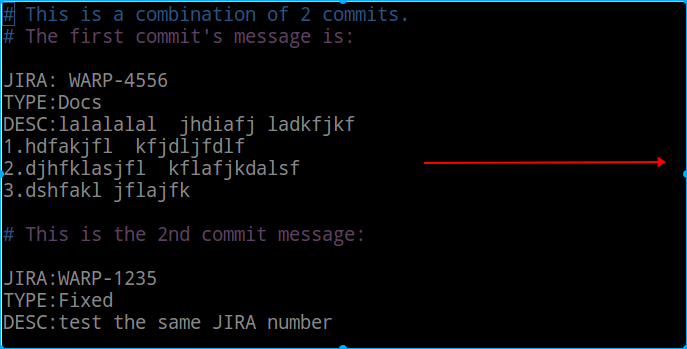 # This is a combination of 2 commits.
# The first commit's message is:
JIRA: WARP-4556
TYPE:Docs
DESC:lalalalal  jhdiafj ladkfjkf
1.hdfakjfl  kfjdljfdlf
2.djhfklasjfl  kflafjkdalsf
3.dshfakl jflajfk
# This is the 2nd commit message:
JIRA:WARP-1235
TYPE:Fixed
DESC:test the same JIRA number